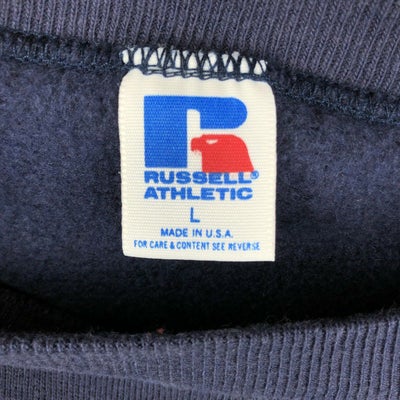 R
RUSSELL®
ATHLETIC
L
MADE IN U.S.A.
FOR CARE & CONTENT SEE REVERSE